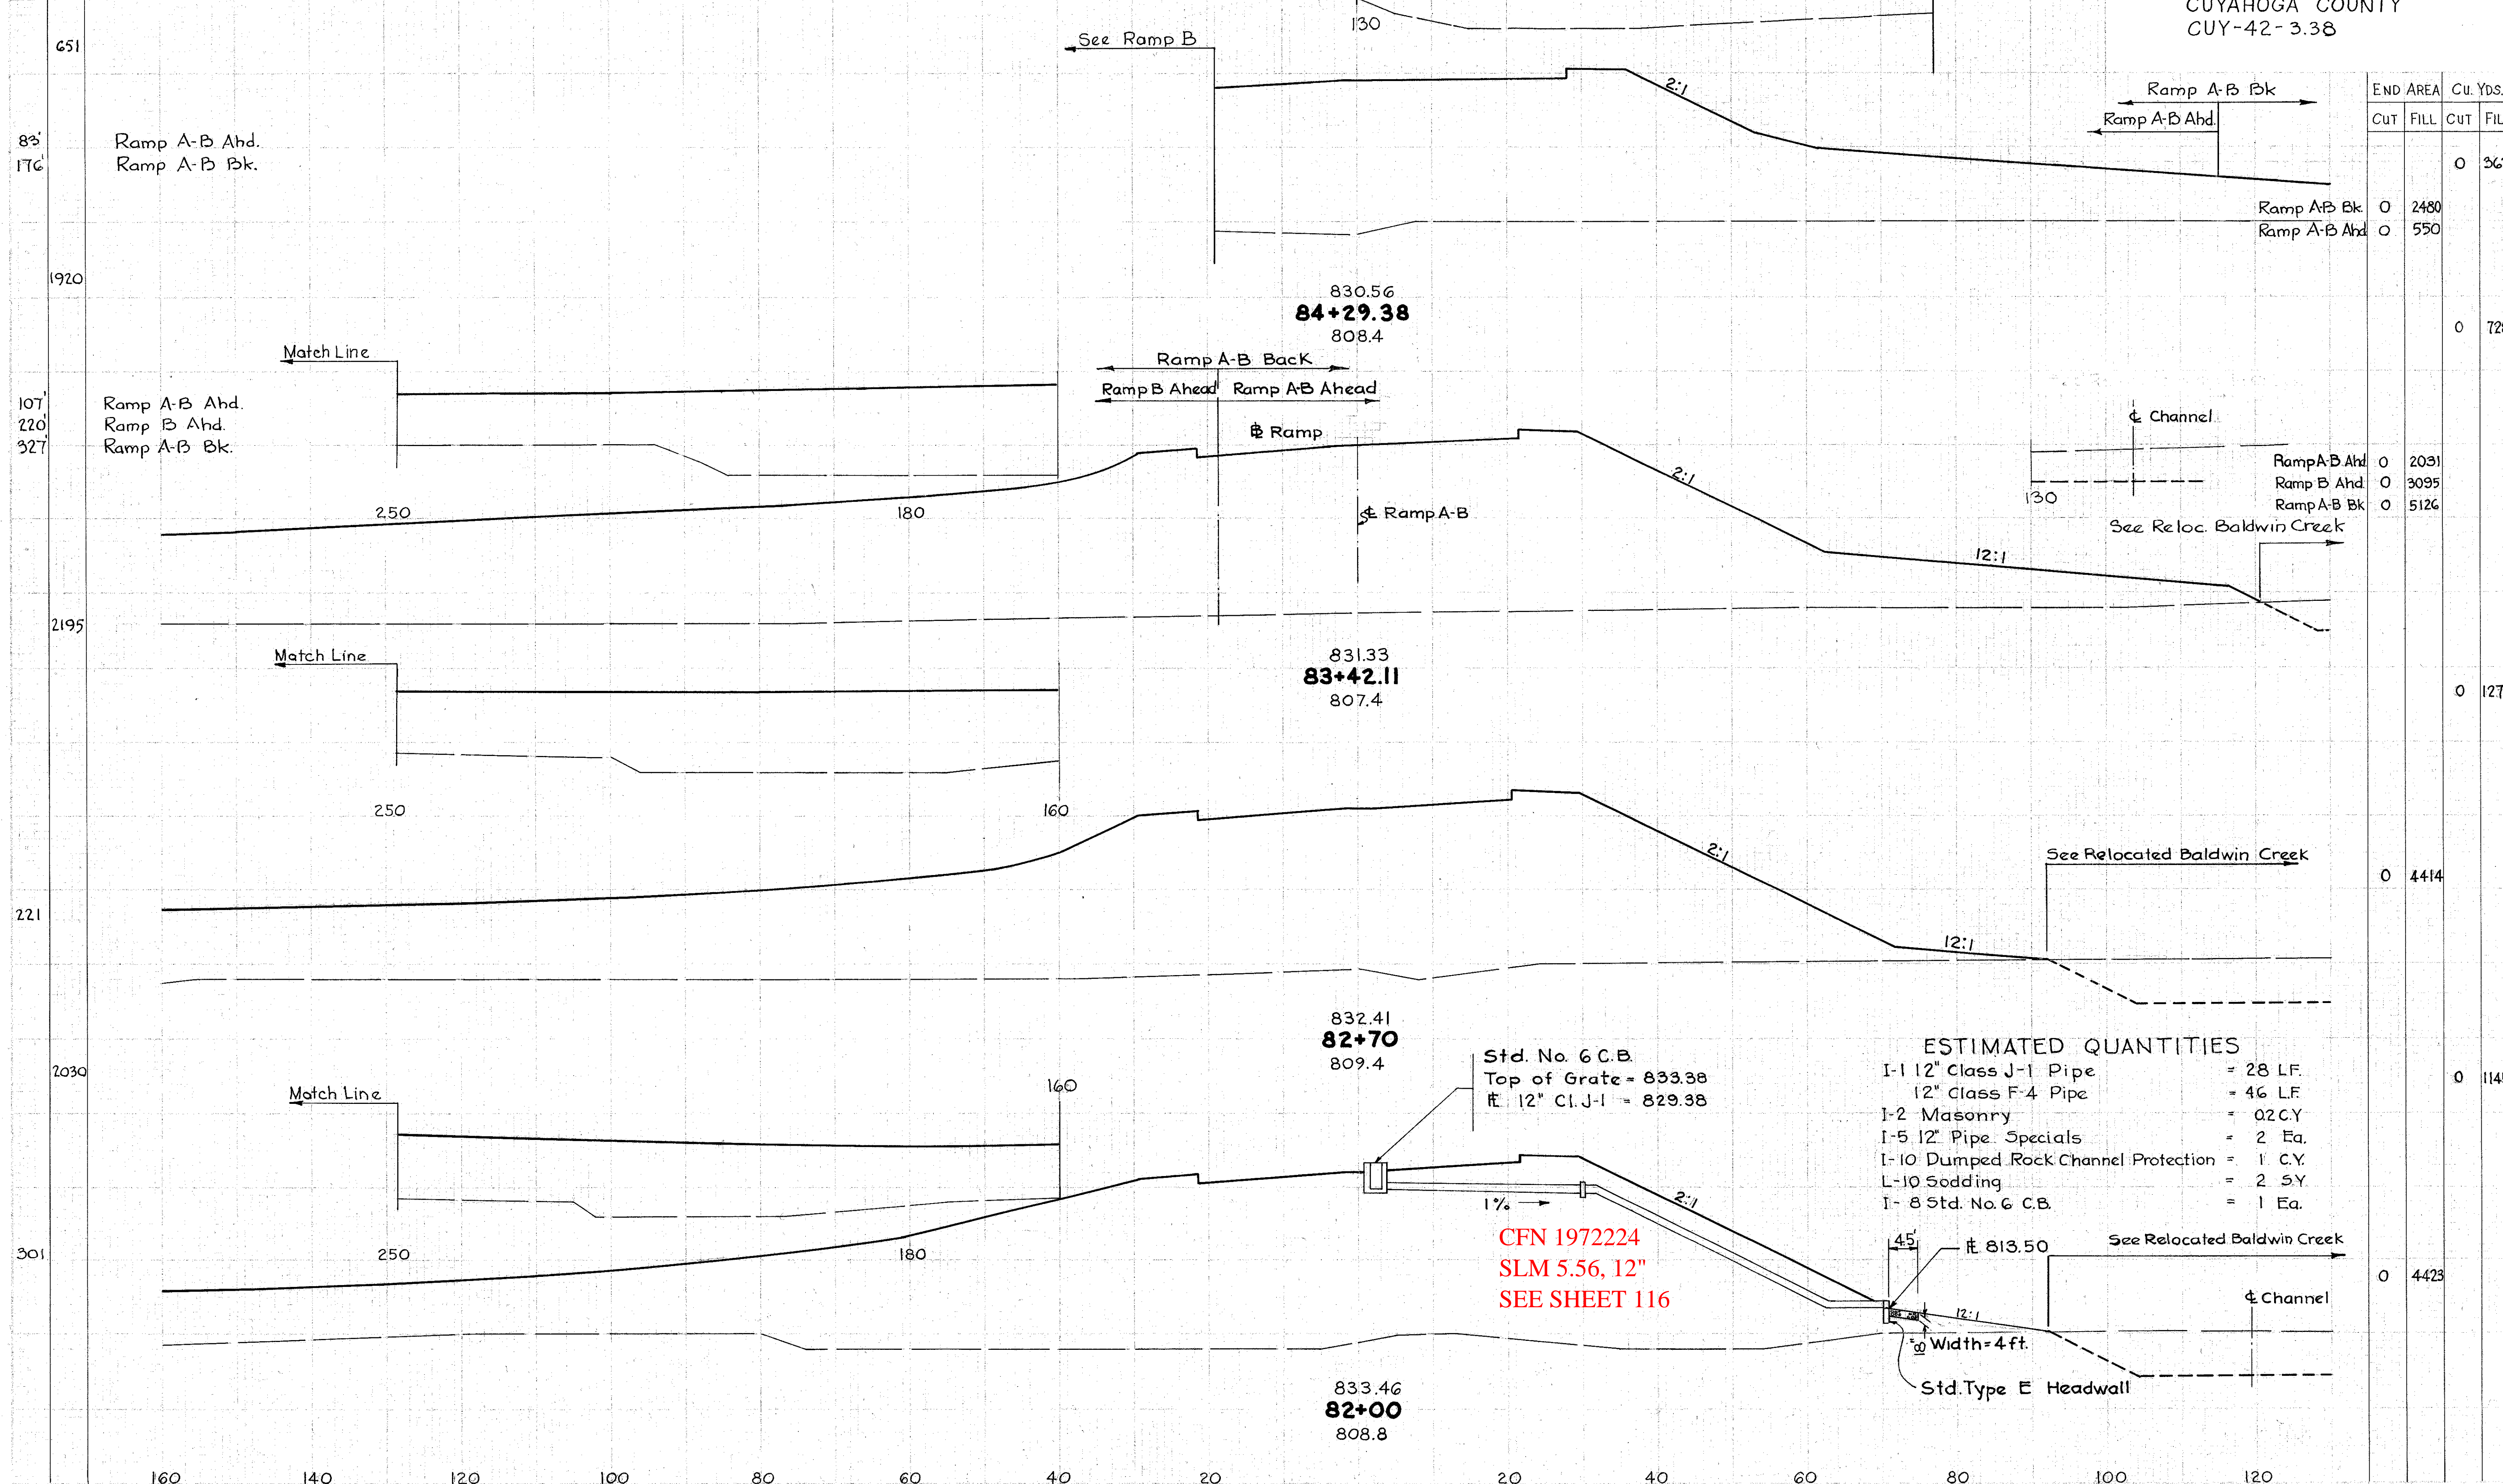 CUYAHOGA COUNTY
CUY-42-3.38
651
130
See Ramp B
2:1
Ramp A-B Bk
Ramp A-B Ahd.
END AREA CU. YDS.
CUT FILL CUT
83' Ramp A-B Ahd.
176' Ramp A-B Bk.
0
Ramp A-B Bk. 0 2480
Ramp A-B Ahd 0 550
1920
830.56
84+29.38
808.4
0
Match Line
Ramp A-B Back
Ramp B Ahead Ramp A-B Ahead
107' Ramp A-B Ahd.
220' Ramp B Ahd.
327' Ramp A-B Bk.
℄ Channel
Ramp
Ramp A-B Ahd 0 2031
Ramp B Ahd. 0 3095
Ramp A-B Bk 0 5126
2:1
130
250
180
℄ Ramp A-B
See Reloc. Baldwin Creek
12:1
2195
Match Line
831.33
83+42.11
807.4
0
250
160
2:1
See Relocated Baldwin Creek
0 4414
221
12:1
832.41
82+70
809.4
2030
Match Line
160
Std. No. 6 C.B.
Top of Grate = 833.38
12" Cl. J-1 = 829.38
ESTIMATED QUANTITIES
I-1 12" Class J-1 Pipe = 28 L.F.
12" Class F-4 Pipe = 46 L.F.
I-2 Masonry = 0.2 C.Y
I-5 12" Pipe Specials = 2 Ea.
I-10 Dumped Rock Channel Protection = 1 C.Y.
L-10 Sodding = 2 S.Y.
I-8 Std. No. 6 C.B. = 1 Ea.
0
1% 2:1
CFN 1972224
SLM 5.56, 12"
SEE SHEET 116
301
250
180
4.5'
813.50
See Relocated Baldwin Creek
0 4423
℄ Channel
12:1
Width = 4 ft.
Std. Type E Headwall
833.46
82+00
808.8
160 140 120 100 80 60 40 20 20 40 60 80 100 120